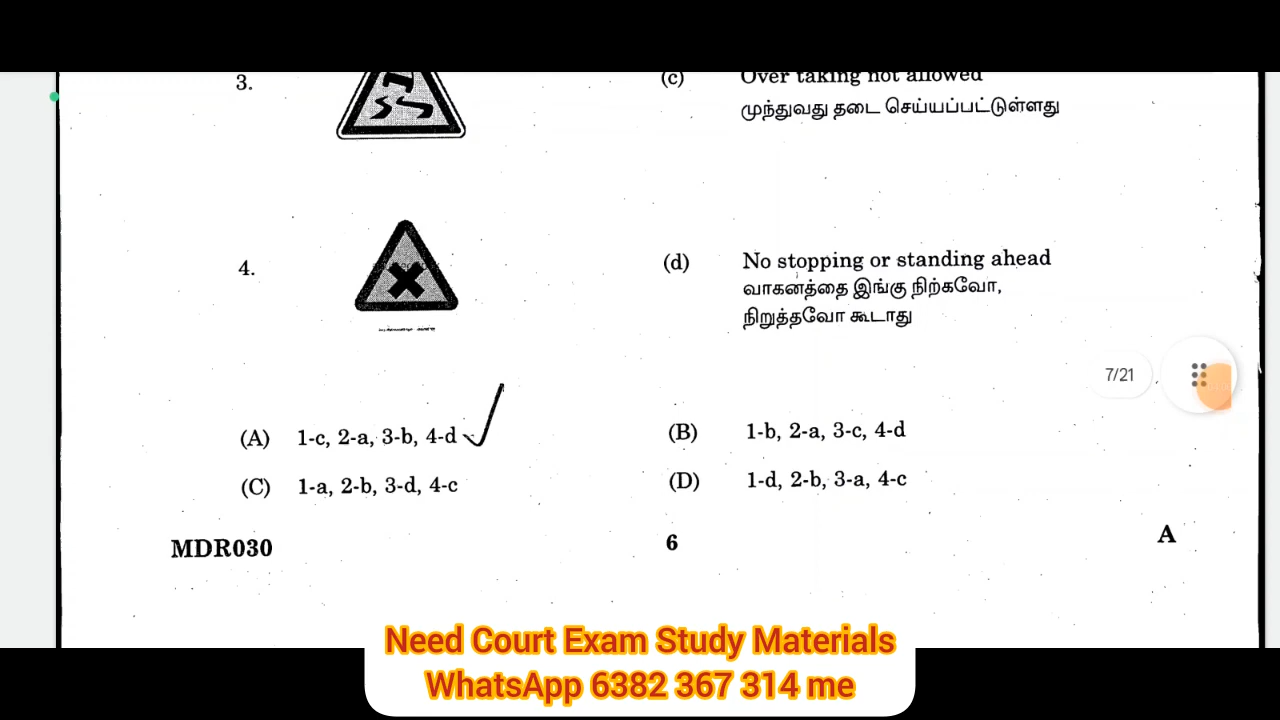 3.
(c) Over taking not allowed
முந்துவது தடை செய்யப்பட்டுள்ளது
4.
(d) No stopping or standing ahead
வாகனத்தை இங்கு நிற்கவோ,
நிறுத்தவோ கூடாது
7/21
(A) 1-c, 2-a, 3-b, 4-d
(B) 1-b, 2-a, 3-c, 4-d
(C) 1-a, 2-b, 3-d, 4-c
(D) 1-d, 2-b, 3-a, 4-c
MDR030 6 A
Need Court Exam Study Materials
WhatsApp 6382 367 314 me